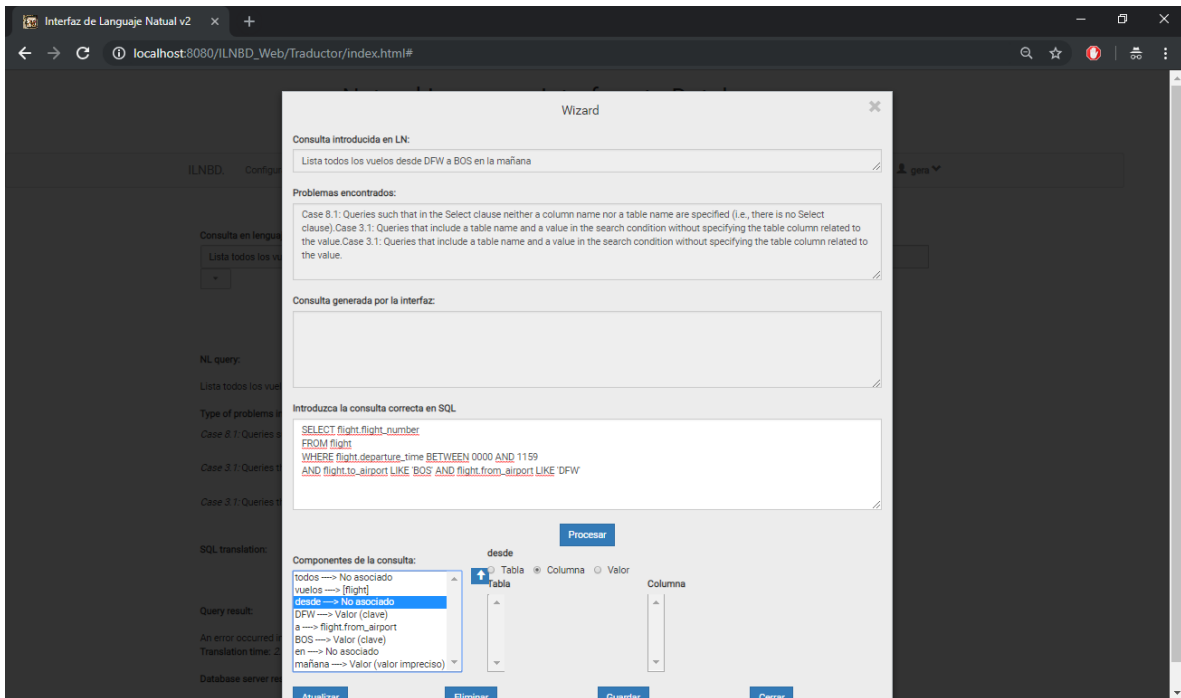 Interfaz de Languaje Natual v2
localhost:8080/ILNBD_Web/Traductor/index.html#
Wizard
Consulta introducida en LN:
Lista todos los vuelos desde DFW a BOS en la mañana
ILNBD.
gera
Problemas encontrados:
Case 8.1: Queries such that in the Select clause neither a column name nor a table name are specified (i.e., there is no Select
clause).Case 3.1: Queries that include a table name and a value in the search condition without specifying the table column related to
the value.Case 3.1: Queries that include a table name and a value in the search condition without specifying the table column related to
the value.
Consulta en
Lista todos los
Consulta generada por la interfaz:
NL query:
Lista todos los
Type of problems
Case 8.1: Queries
Case 3.1: Queries
Case 3.1: Queries
Introduzca la consulta correcta en SQL
SELECT flight.flight_number
FROM flight
WHERE flight.departure_time BETWEEN 0000 AND 1159
AND flight.to_airport LIKE 'BOS' AND flight.from_airport LIKE 'DFW'
Procesar
SQL translation:
Componentes de la consulta:
desde
Tabla Columna Valor
Tabla Columna
todos ----> No asociado
vuelos ----> [flight]
desde ----> No asociado
DFW ----> Valor (clave)
a ----> flight.from_airport
BOS ----> Valor (clave)
en ----> No asociado
mañana ----> Valor (valor impreciso)
Query result:
An error occurred
Translation time:
Database server
Atualizar Eliminar Guardar Cerrar